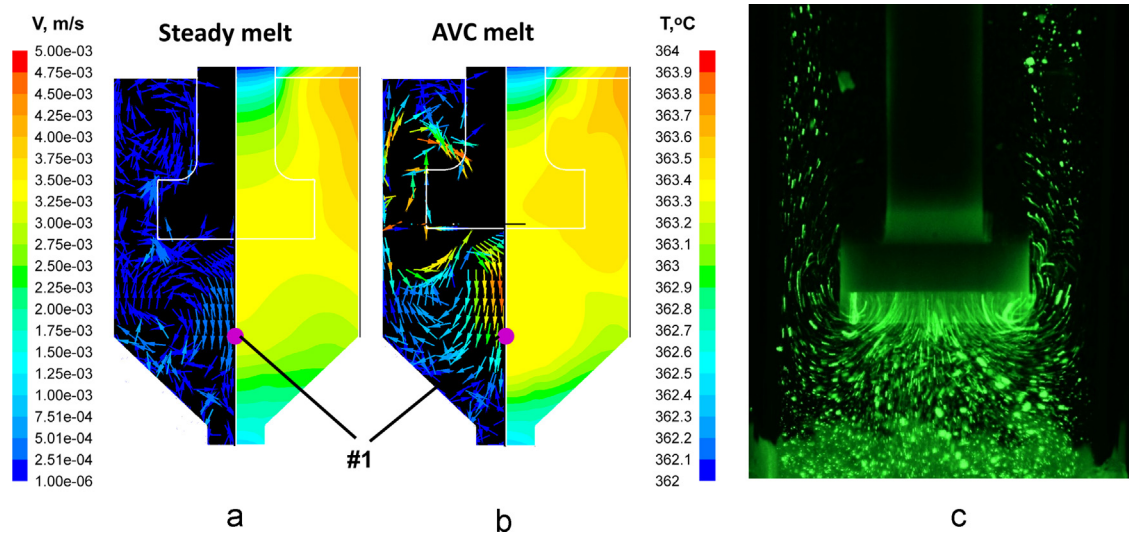 V, m/s
Steady melt
AVC melt
T,ºC
5.00e-03
4.75e-03
4.50e-03
4.25e-03
4.00e-03
3.75e-03
3.50e-03
3.25e-03
3.00e-03
2.75e-03
2.50e-03
2.25e-03
2.00e-03
1.75e-03
1.50e-03
1.25e-03
1.00e-03
7.51e-04
5.01e-04
2.51e-04
1.00e-06
364
363.9
363.8
363.7
363.6
363.5
363.4
363.3
363.2
363.1
363
362.9
362.8
362.7
362.6
362.5
362.4
362.3
362.2
362.1
362
#1
a
b
c